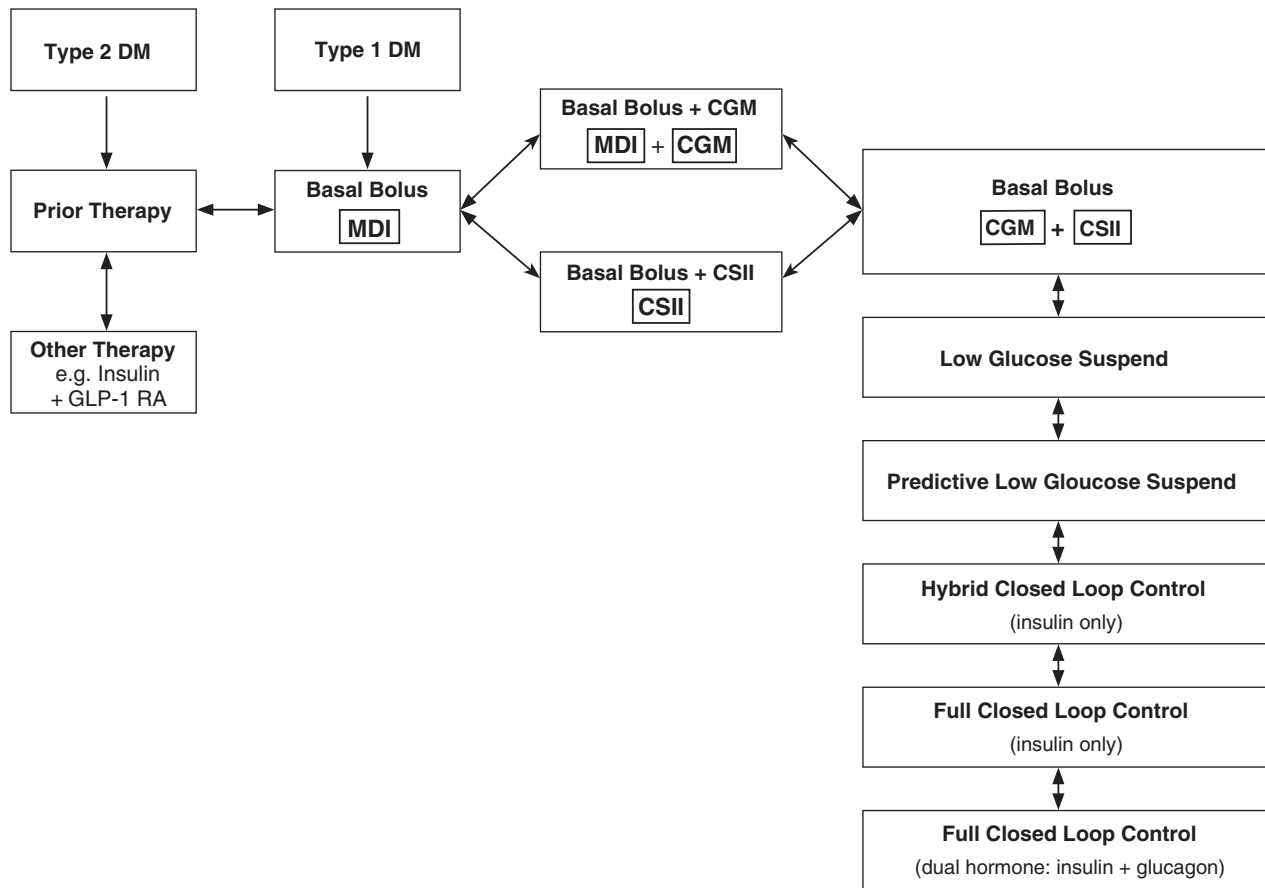 Type 2 DM
Type 1 DM
Prior Therapy
Basal Bolus
MDI
Other Therapy
e.g. Insulin
+ GLP-1 RA
Basal Bolus + CGM
MDI + CGM
Basal Bolus + CSII
CSII
Basal Bolus
CGM + CSII
Low Glucose Suspend
Predictive Low Gloucose Suspend
Hybrid Closed Loop Control
(insulin only)
Full Closed Loop Control
(insulin only)
Full Closed Loop Control
(dual hormone: insulin + glucagon)